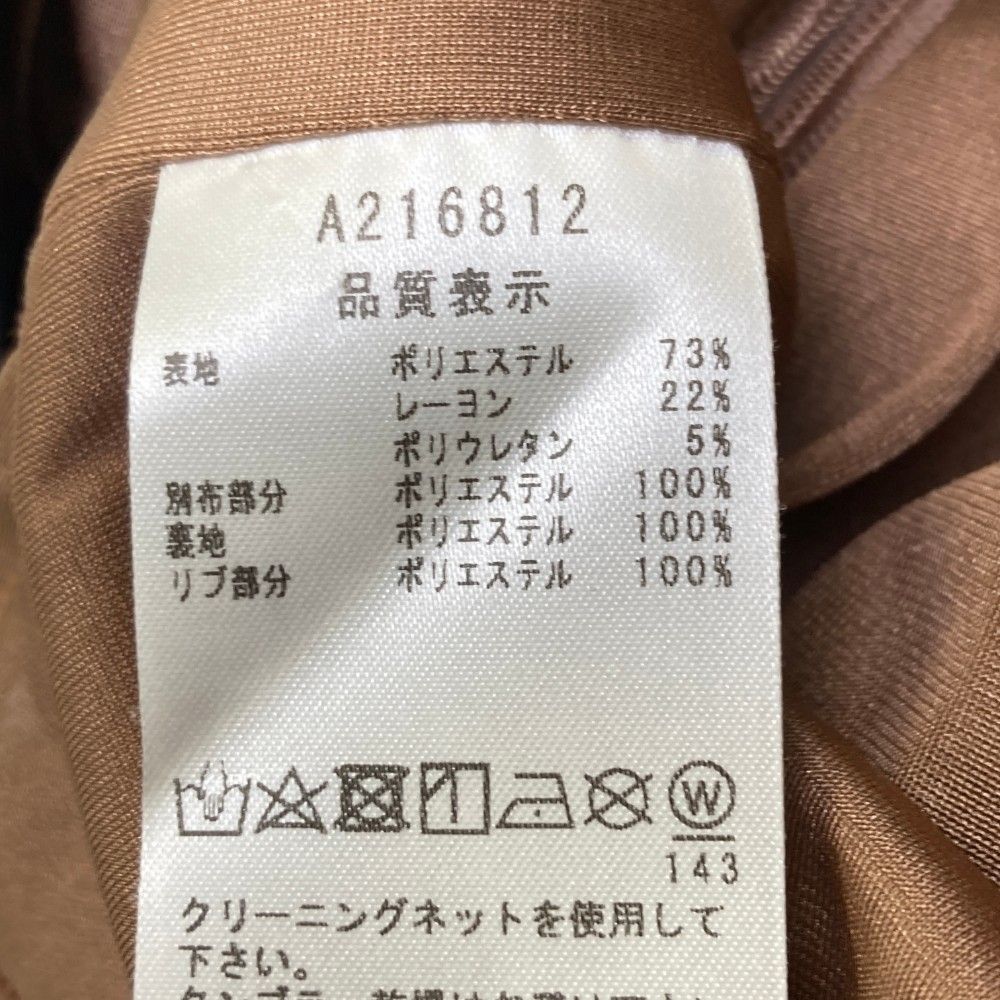 A216812
品質表示
表地 ポリエステル 73%
レーヨン 22%
ポリウレタン 5%
別布部分 ポリエステル 100%
裏地 ポリエステル 100%
リブ部分 ポリエステル 100%
W
143
クリーニングネットを使用して
下さい。